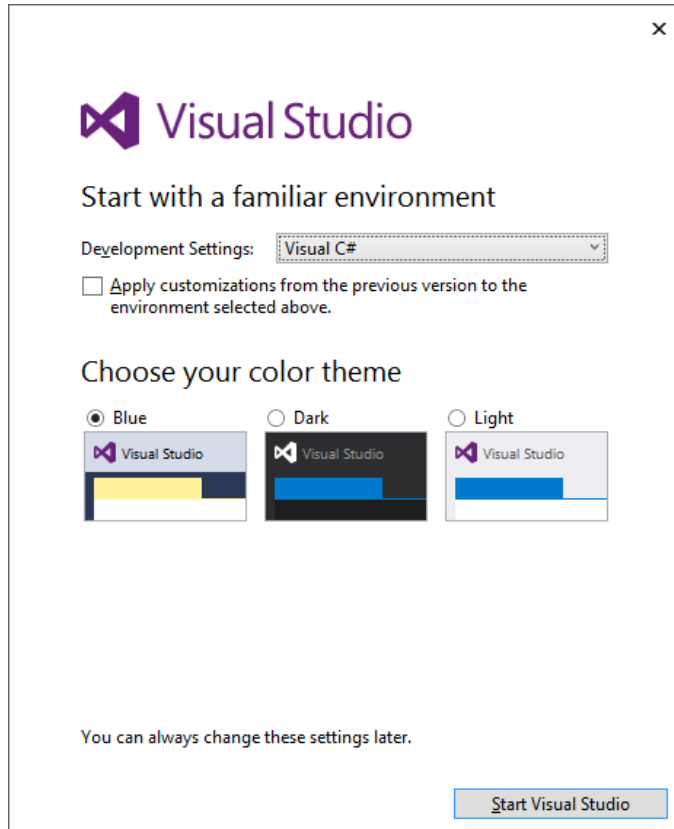 Visual Studio
Start with a familiar environment
Development Settings: Visual C#
Apply customizations from the previous version to the
environment selected above.
Choose your color theme
Blue Dark Light
Visual Studio Visual Studio Visual Studio
You can always change these settings later.
Start Visual Studio